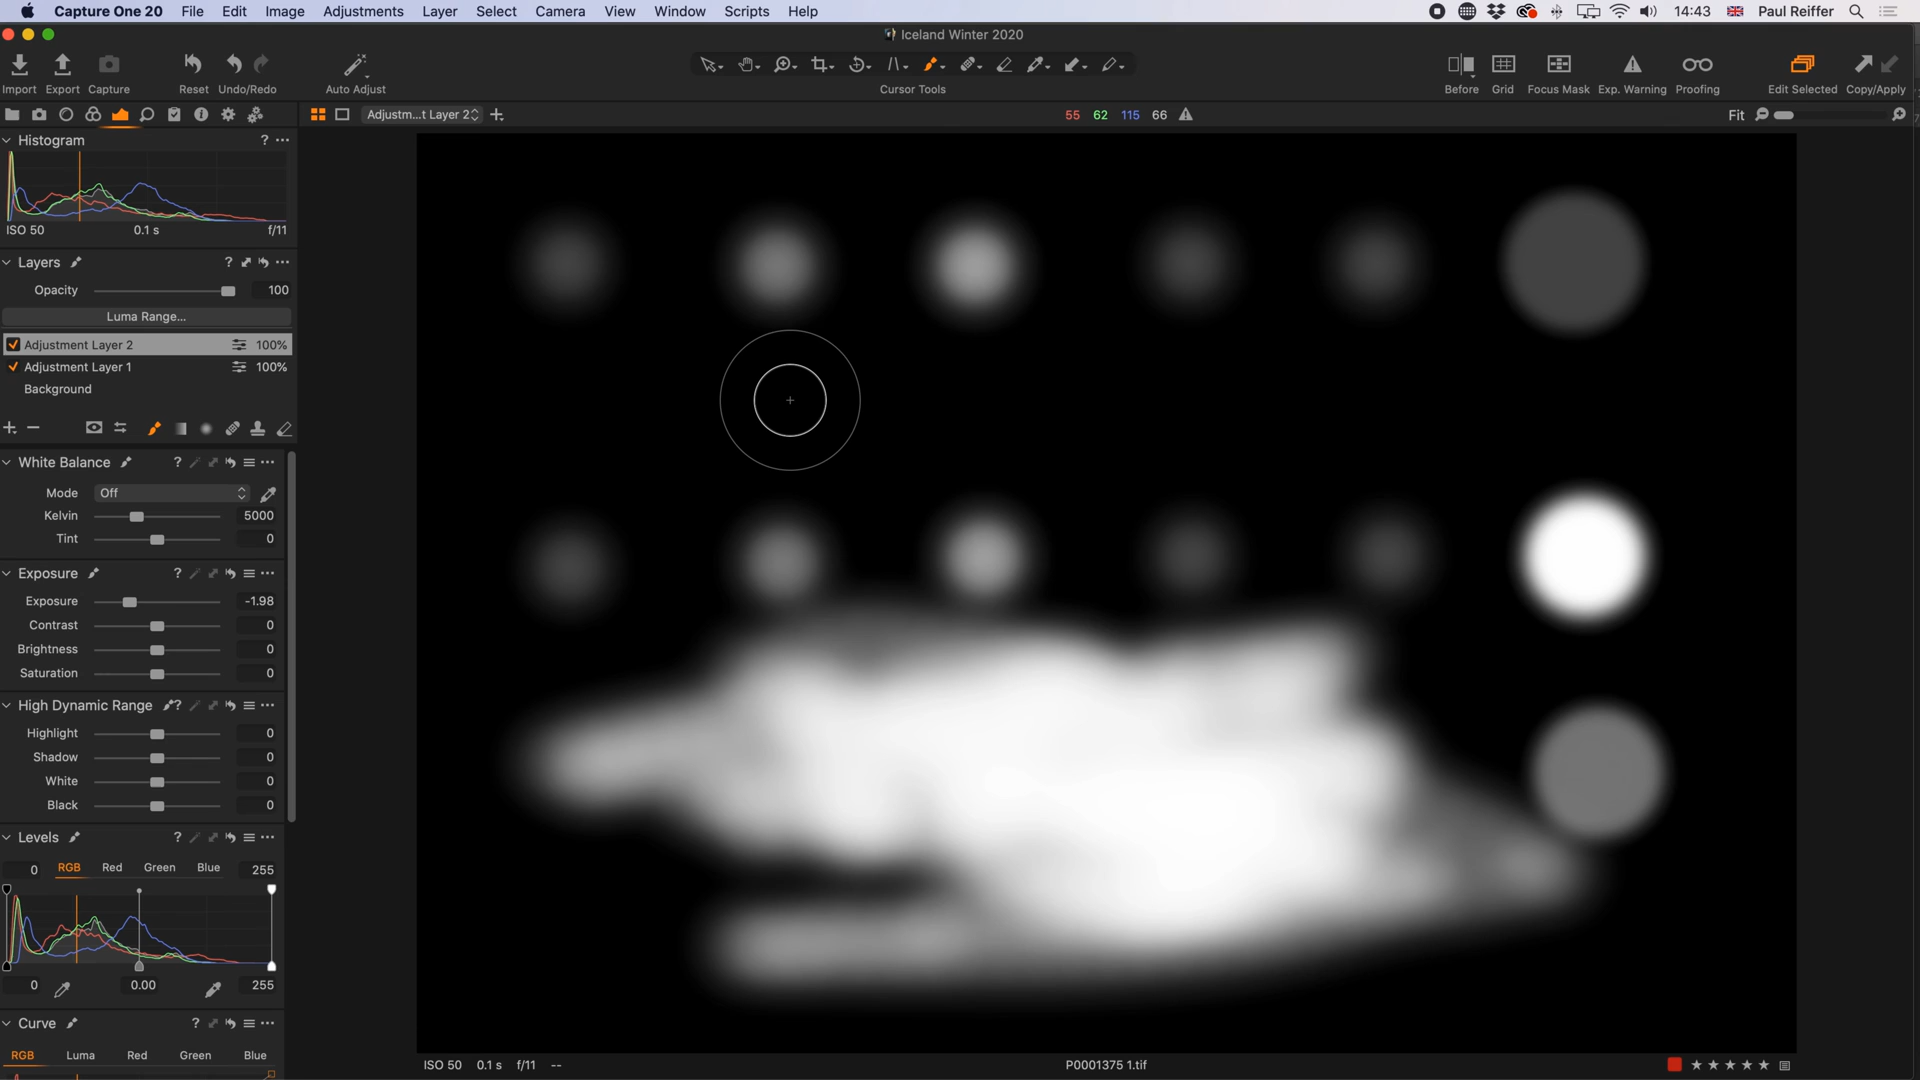 Capture One 20 File Edit Image Adjustments Layer Select Camera View Window Scripts Help 14:43 Paul Reiffer
Iceland Winter 2020
Import Export Capture Reset Undo/Redo Auto Adjust Cursor Tools Before Grid Focus Mask Exp. Warning Proofing Edit Selected Copy/Apply
Adjustm...t Layer 2 55 62 115 66 Fit
Histogram ? ...
ISO 50 0.1 s f/11
Layers ? ...
Opacity 100
Luma Range...
Adjustment Layer 2 100%
Adjustment Layer 1 100%
Background
White Balance ? ...
Mode Off
Kelvin 5000
Tint 0
Exposure ? ...
Exposure -1.98
Contrast 0
Brightness 0
Saturation 0
High Dynamic Range ? ...
Highlight 0
Shadow 0
White 0
Black 0
Levels ? ...
0 RGB Red Green Blue 255
0 0.00 255
Curve ? ...
RGB Luma Red Green Blue
ISO 50 0.1 s f/11 -- P0001375 1.tif